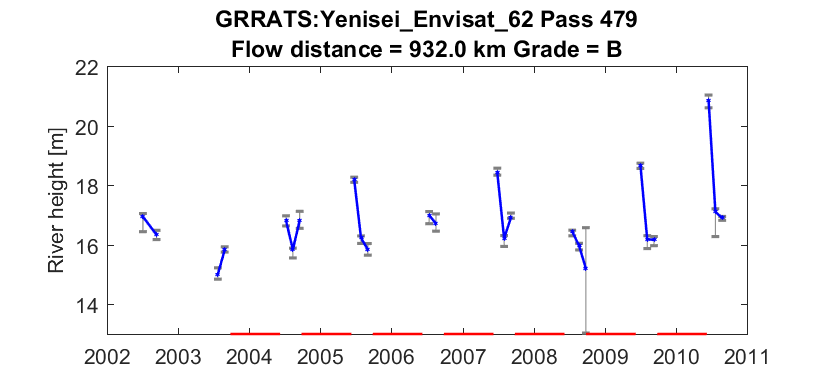 GRRATS:Yenisei_Envisat_62 Pass 479
Flow distance = 932.0 km Grade = B
River height [m]
22
20
18
16
14
2002 2003 2004 2005 2006 2007 2008 2009 2010 2011